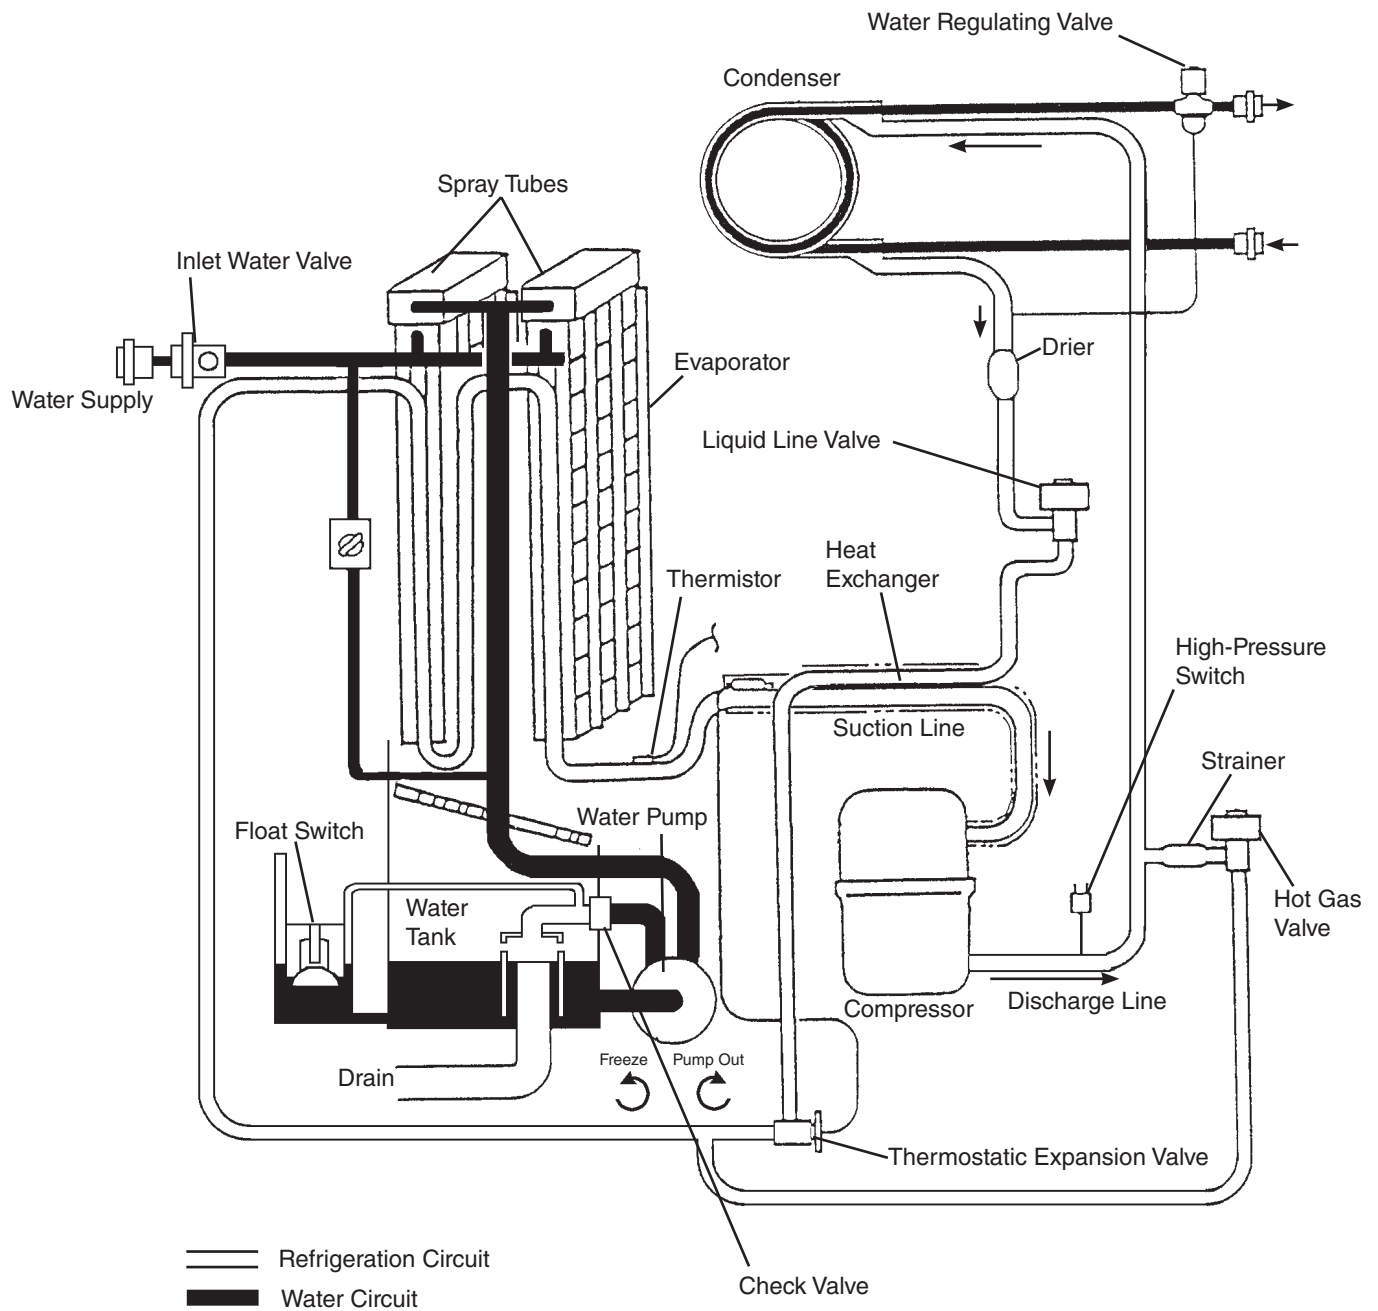 Water Regulating Valve
Condenser
Spray Tubes
Inlet Water Valve
Drier
Evaporator
Water Supply
Liquid Line Valve
Heat
Exchanger
Thermistor
High-Pressure
Switch
Suction Line
Strainer
Water Pump
Float Switch
Hot Gas
Valve
Water
Tank
Compressor
Discharge Line
Freeze
Pump Out
Drain
Thermostatic Expansion Valve
Refrigeration Circuit
Check Valve
Water Circuit